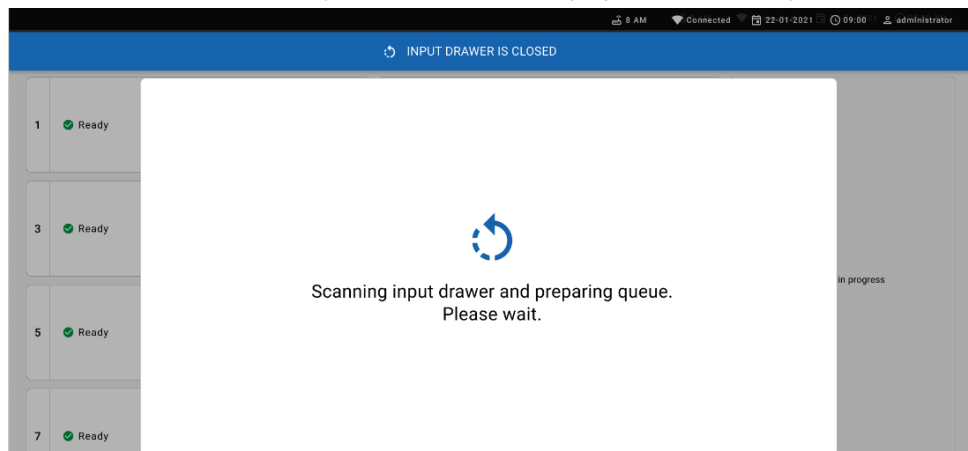 8 AM Connected 22-01-2021 09:00 administrator
INPUT DRAWER IS CLOSED
1 Ready
3 Ready
Scanning input drawer and preparing queue.
Please wait.
in progress
5 Ready
7 Ready